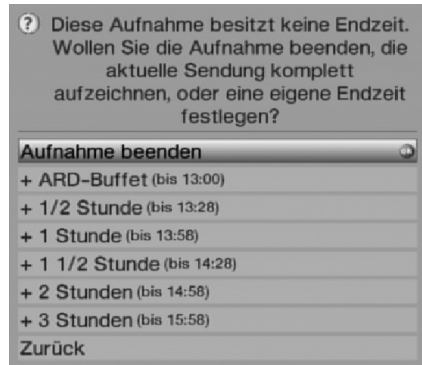 Diese Aufnahme besitzt keine Endzeit.
Wollen Sie die Aufnahme beenden, die
aktuelle Sendung komplett
aufzeichnen, oder eine eigene Endzeit
festlegen?
Aufnahme beenden
+ ARD-Buffet (bis 13:00)
+ 1/2 Stunde (bis 13:28)
+ 1 Stunde (bis 13:58)
+ 1 1/2 Stunde (bis 14:28)
+ 2 Stunden (bis 14:58)
+ 3 Stunden (bis 15:58)
Zurück